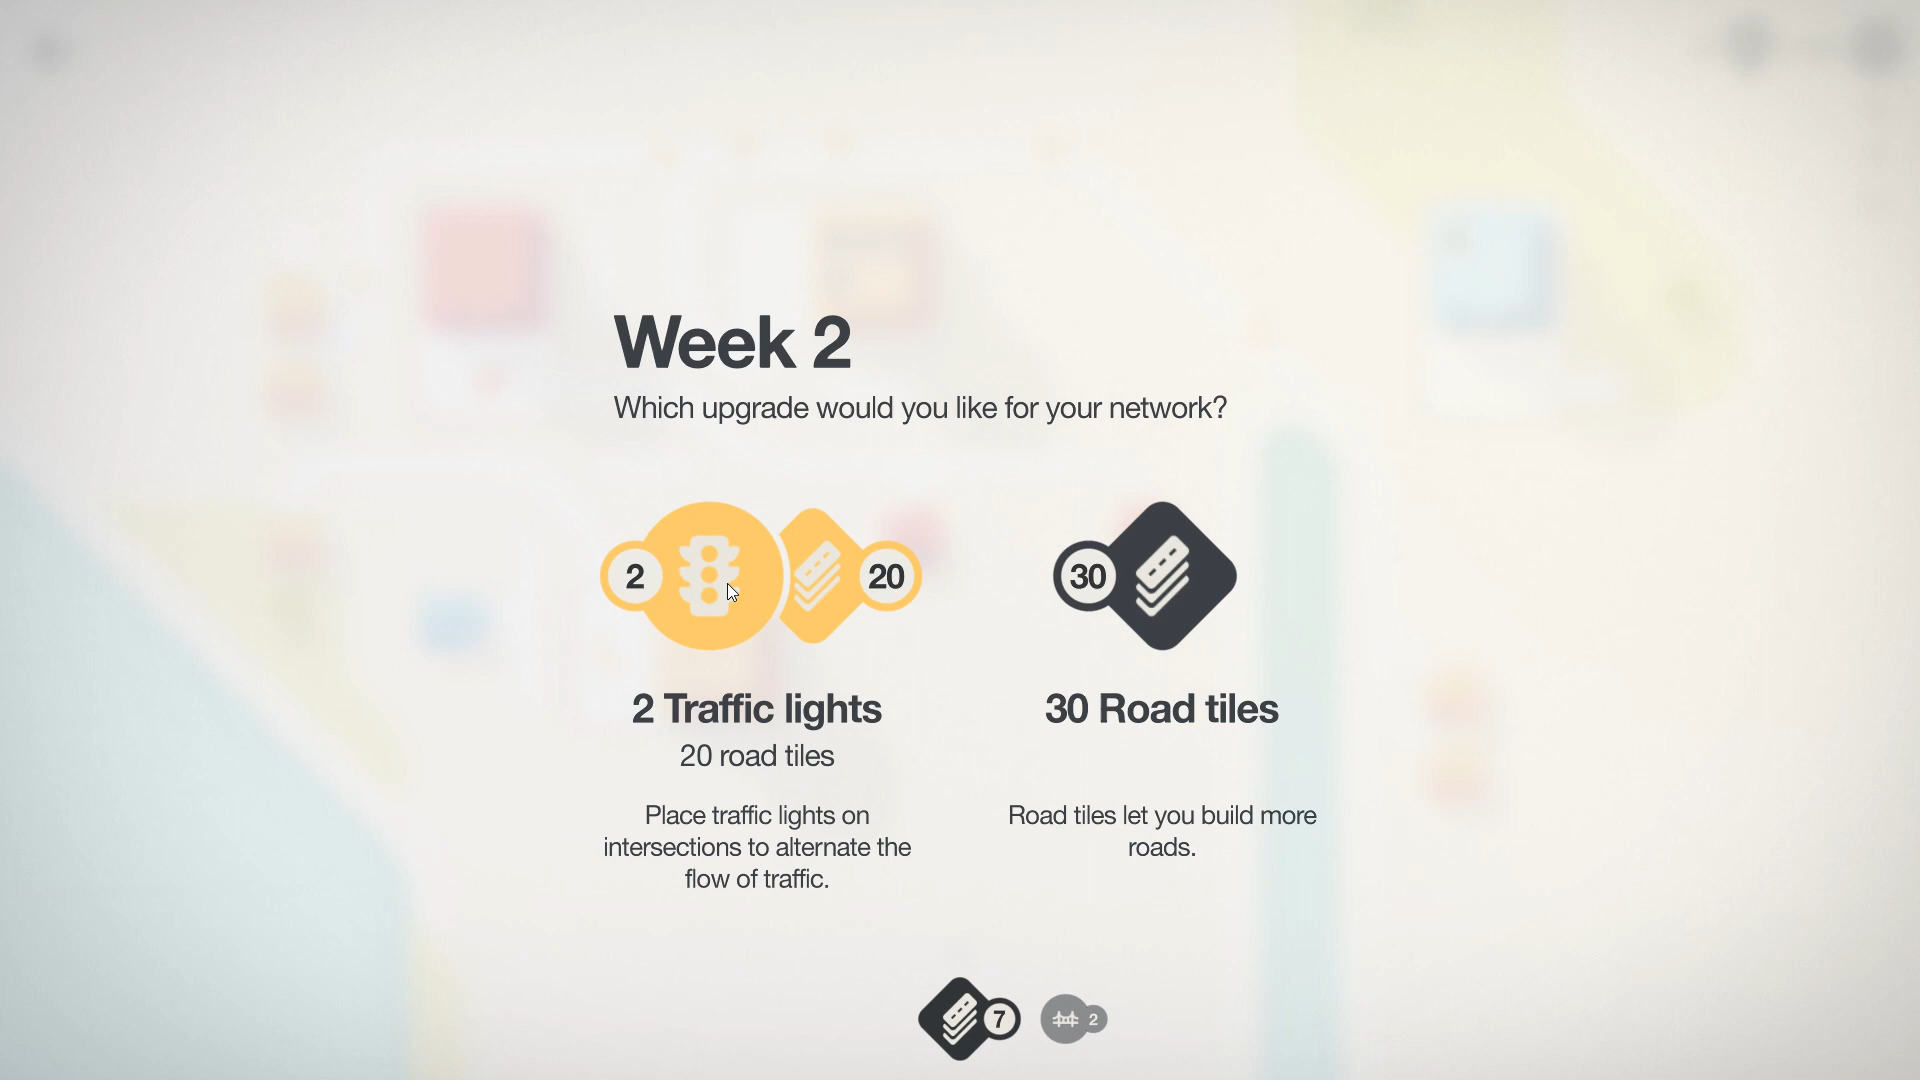 Week 2
Which upgrade would you like for your network?
2
20
30
2 Traffic lights
20 road tiles
Place traffic lights on
intersections to alternate the
flow of traffic.
30 Road tiles
Road tiles let you build more
roads.
7
2